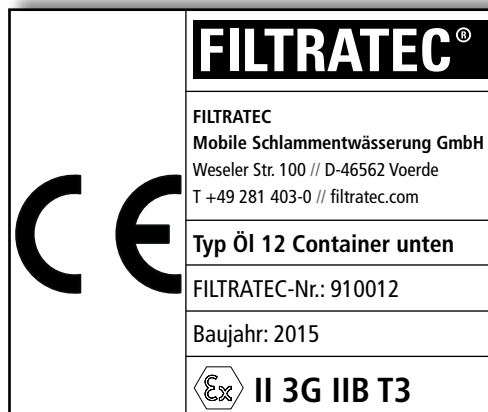 FILTRATEC®
FILTRATEC
Mobile Schlammentwässerung GmbH
Weseler Str. 100 // D-46562 Voerde
T +49 281 403-0 // filtratec.com
CE
Typ Öl 12 Container unten
FILTRATEC-Nr.: 910012
Baujahr: 2015
Ex II 3G IIB T3